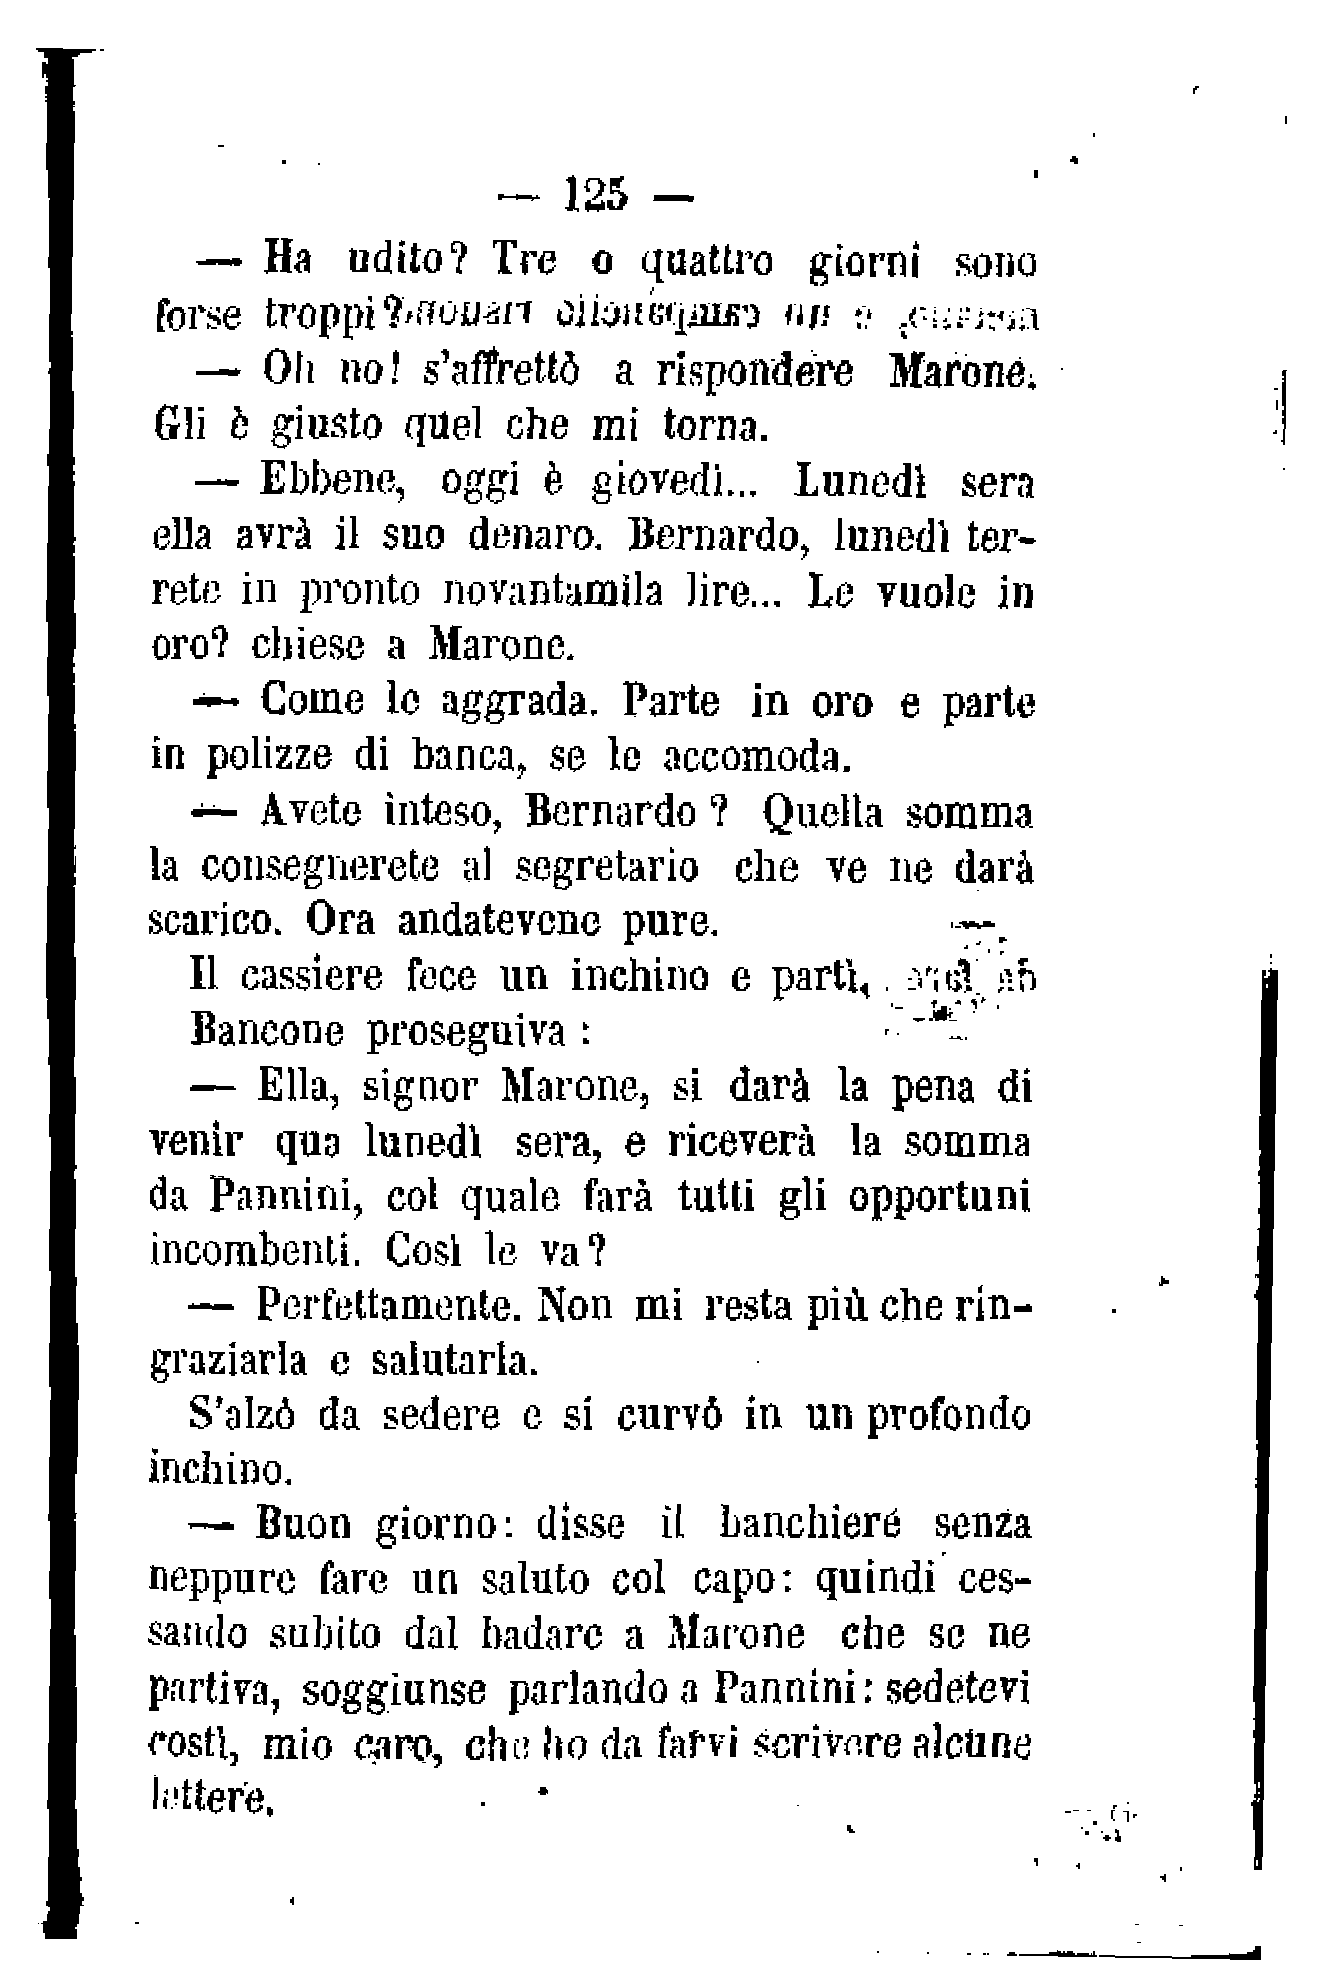 — 125 —
— Ha udito? Tre o quattro giorni sono
forse troppi?
— Oh no! s'affrettò a rispondere Marone.
Gli è giusto quel che mi torna.
— Ebbene, oggi è giovedì... Lunedì sera
ella avrà il suo denaro. Bernardo, lunedì ter-
rete in pronto novantamila lire... Le vuole in
oro? chiese a Marone.
— Come le aggrada. Parte in oro e parte
in polizze di banca, se le accomoda.
— Avete inteso, Bernardo? Quella somma
la consegnerete al segretario che ve ne darà
scarico. Ora andatevene pure.
Il cassiere fece un inchino e partì.
Bancone proseguiva:
— Ella, signor Marone, si darà la pena di
venir qua lunedì sera, e riceverà la somma
da Pannini, col quale farà tutti gli opportuni
incombenti. Così le va?
— Perfettamente. Non mi resta più che rin-
graziarla e salutarla.
S'alzò da sedere e si curvò in un profondo
inchino.
— Buon giorno: disse il banchiere senza
neppure fare un saluto col capo: quindi ces-
sando subito dal badare a Marone che se ne
partiva, soggiunse parlando a Pannini: sedetevi
costì, mio caro, che ho da farvi scrivere alcune
lettere.